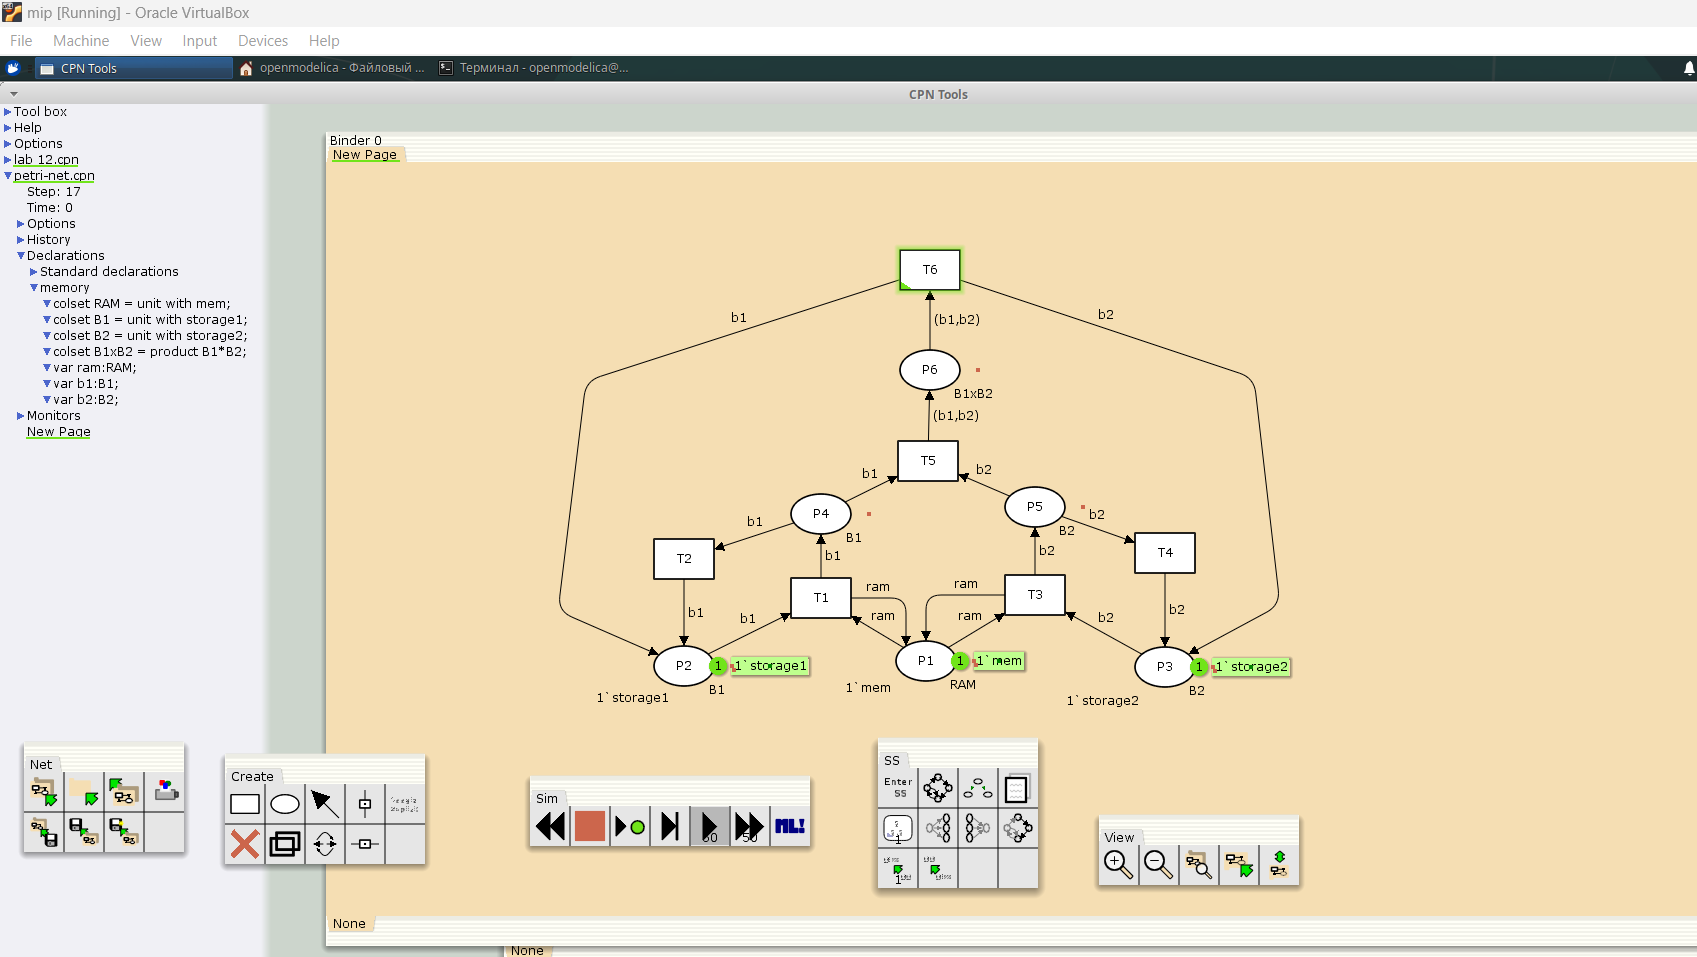 mip [Running] - Oracle VirtualBox
File Machine View Input Devices Help
CPN Tools
openmodelica - Файловый ...
Терминал - openmodelica@...
CPN Tools
Tool box
Help
Options
lab 12.cpn
petri-net.cpn
Step: 17
Time: 0
Options
History
Declarations
Standard declarations
memory
colset RAM = unit with mem;
colset B1 = unit with storage1;
colset B2 = unit with storage2;
colset B1xB2 = product B1*B2;
var ram:RAM;
var b1:B1;
var b2:B2;
Monitors
New Page
Binder 0
New Page
T6
b1
b2
(b1,b2)
P6
B1xB2
(b1,b2)
T5
b1
b2
P4
P5
b2
b1
B1
B2
T2
b1
b2
T4
ram
ram
T1
T3
b1
b1
ram
ram
b2
b2
P2
1
1`storage1
P1
1
1`mem
P3
1
1`storage2
B1
1`storage1
1`mem
RAM
B2
1`storage2
Net
Create
Sim
50
50
ML!
SS
Enter
SS
1
1
View
None
None